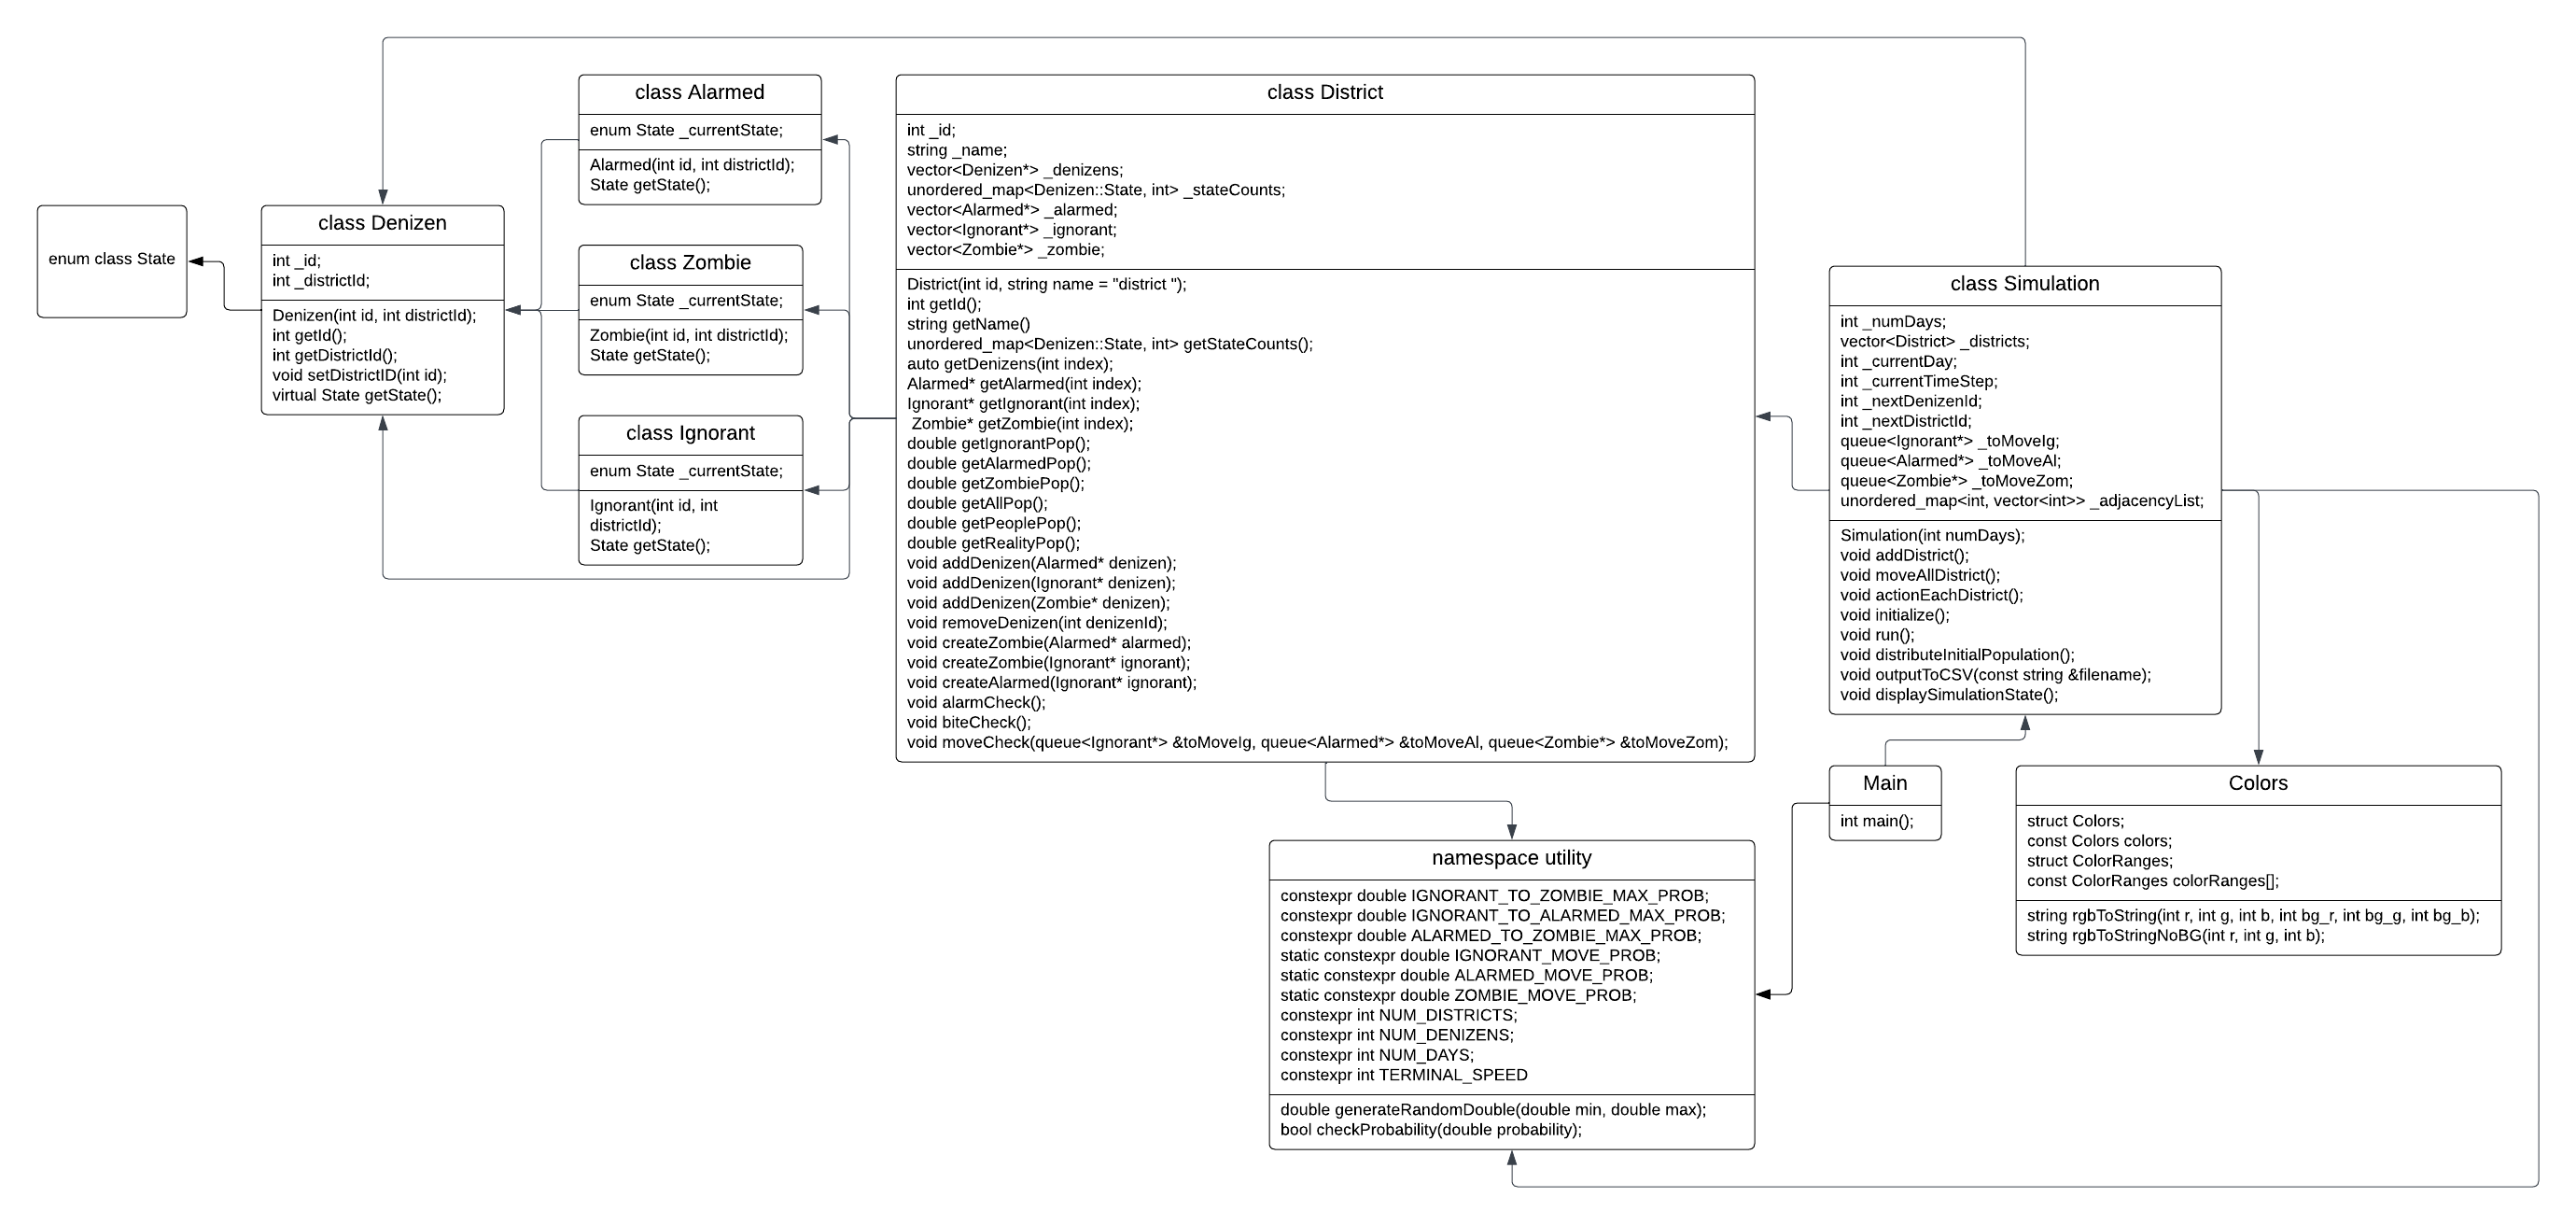 enum class State
class Denizen
int _id;
int _districtId;
Denizen(int id, int districtId);
int getId();
int getDistrictId();
void setDistrictID(int id);
virtual State getState();
class Alarmed
enum State _currentState;
Alarmed(int id, int districtId);
State getState();
class Zombie
enum State _currentState;
Zombie(int id, int districtId);
State getState();
class Ignorant
enum State _currentState;
Ignorant(int id, int
districtId);
State getState();
class District
int _id;
string _name;
vector<Denizen*> _denizens;
unordered_map<Denizen::State, int> _stateCounts;
vector<Alarmed*> _alarmed;
vector<Ignorant*> _ignorant;
vector<Zombie*> _zombie;
District(int id, string name = "district ");
int getId();
string getName()
unordered_map<Denizen::State, int> getStateCounts();
auto getDenizens(int index);
Alarmed* getAlarmed(int index);
Ignorant* getIgnorant(int index);
Zombie* getZombie(int index);
double getIgnorantPop();
double getAlarmedPop();
double getZombiePop();
double getAllPop();
double getPeoplePop();
double getRealityPop();
void addDenizen(Alarmed* denizen);
void addDenizen(Ignorant* denizen);
void addDenizen(Zombie* denizen);
void removeDenizen(int denizenId);
void createZombie(Alarmed* alarmed);
void createZombie(Ignorant* ignorant);
void createAlarmed(Ignorant* ignorant);
void alarmCheck();
void biteCheck();
void moveCheck(queue<Ignorant*> &toMoveIg, queue<Alarmed*> &toMoveAl, queue<Zombie*> &toMoveZom);
class Simulation
int _numDays;
vector<District> _districts;
int _currentDay;
int _currentTimeStep;
int _nextDenizenId;
int _nextDistrictId;
queue<Ignorant*> _toMoveIg;
queue<Alarmed*> _toMoveAl;
queue<Zombie*> _toMoveZom;
unordered_map<int, vector<int>> _adjacencyList;
Simulation(int numDays);
void addDistrict();
void moveAllDistrict();
void actionEachDistrict();
void initialize();
void run();
void distributeInitialPopulation();
void outputToCSV(const string &filename);
void displaySimulationState();
Main
int main();
Colors
struct Colors;
const Colors colors;
struct ColorRanges;
const ColorRanges colorRanges[];
string rgbToString(int r, int g, int b, int bg_r, int bg_g, int bg_b);
string rgbToStringNoBG(int r, int g, int b);
namespace utility
constexpr double IGNORANT_TO_ZOMBIE_MAX_PROB;
constexpr double IGNORANT_TO_ALARMED_MAX_PROB;
constexpr double ALARMED_TO_ZOMBIE_MAX_PROB;
static constexpr double IGNORANT_MOVE_PROB;
static constexpr double ALARMED_MOVE_PROB;
static constexpr double ZOMBIE_MOVE_PROB;
constexpr int NUM_DISTRICTS;
constexpr int NUM_DENIZENS;
constexpr int NUM_DAYS;
constexpr int TERMINAL_SPEED
double generateRandomDouble(double min, double max);
bool checkProbability(double probability);